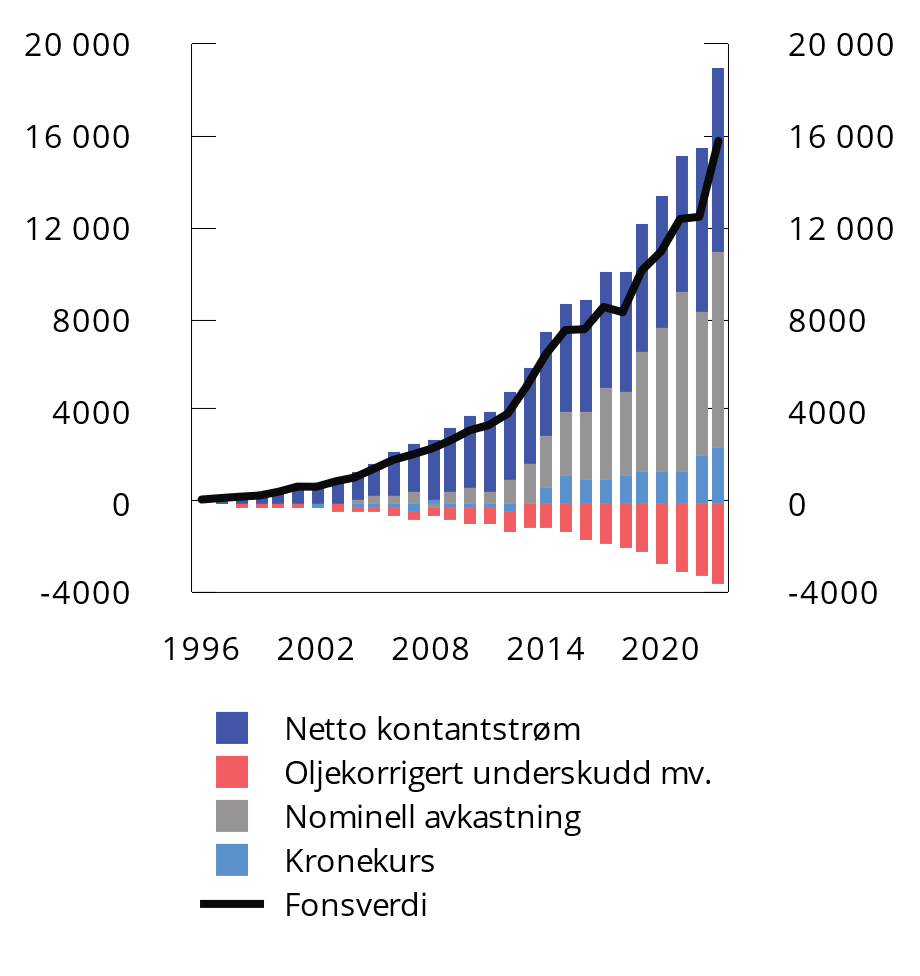 20 000 20 000
16 000 16 000
12 000 12 000
8000 8000
4000 4000
0 0
-4000 -4000
1996 2002 2008 2014 2020
Netto kontantstrøm
Oljekorrigert underskudd mv.
Nominell avkastning
Kronekurs
Fonsverdi